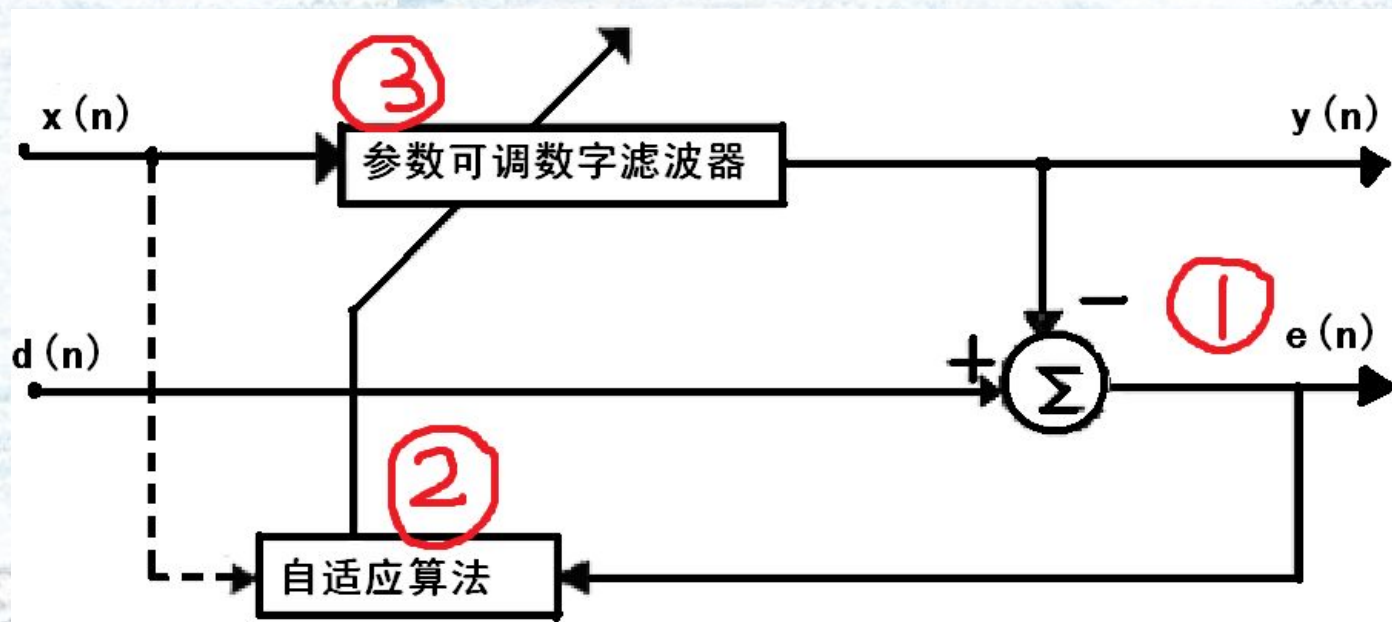 ③
x(n)
y(n)
参数可调数字滤波器
−
①
e(n)
d(n)
+
Σ
②
自适应算法